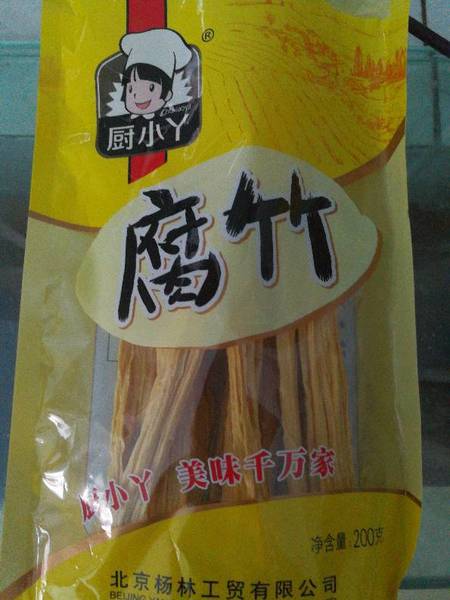 ®
厨小丫
腐竹
厨小丫 美味千万家
净含量:200克
北京杨林工贸有限公司